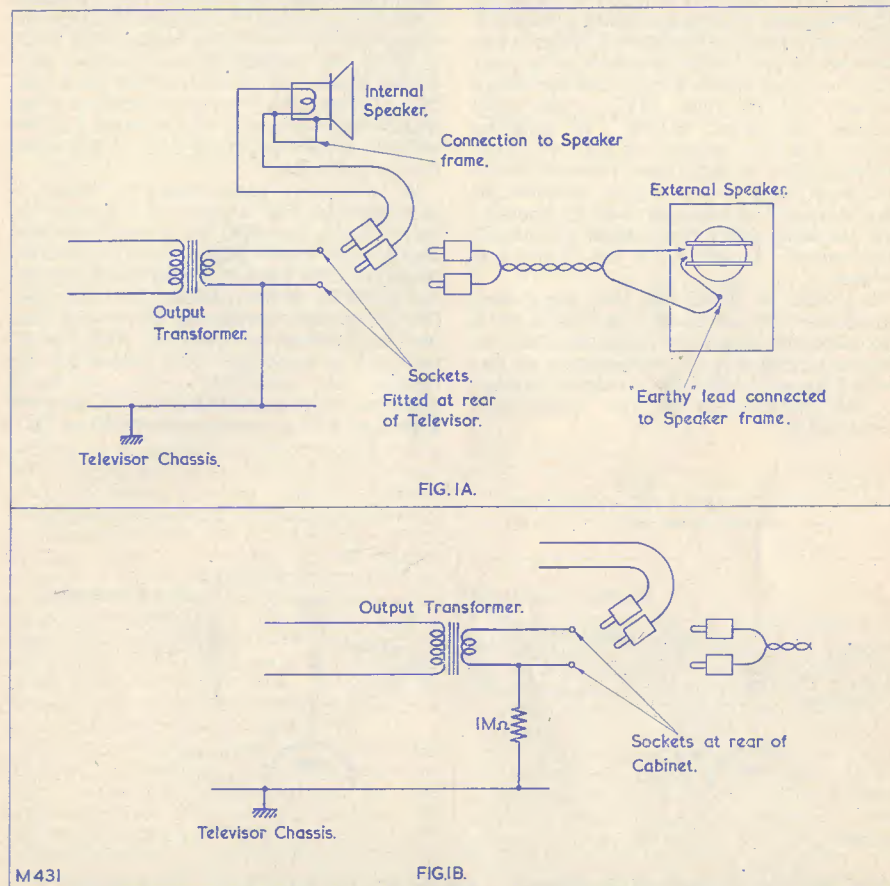 Internal
Speaker.
Connection to Speaker
frame.
External Speaker.
Output
Transformer.
Sockets.
Fitted at rear
of Televisor.
"Earthy" lead connected
to Speaker frame.
Televisor Chassis.
FIG.1A.
Output Transformer.
1MΩ
Sockets at rear of
Cabinet.
Televisor Chassis.
M431
FIG.1B.